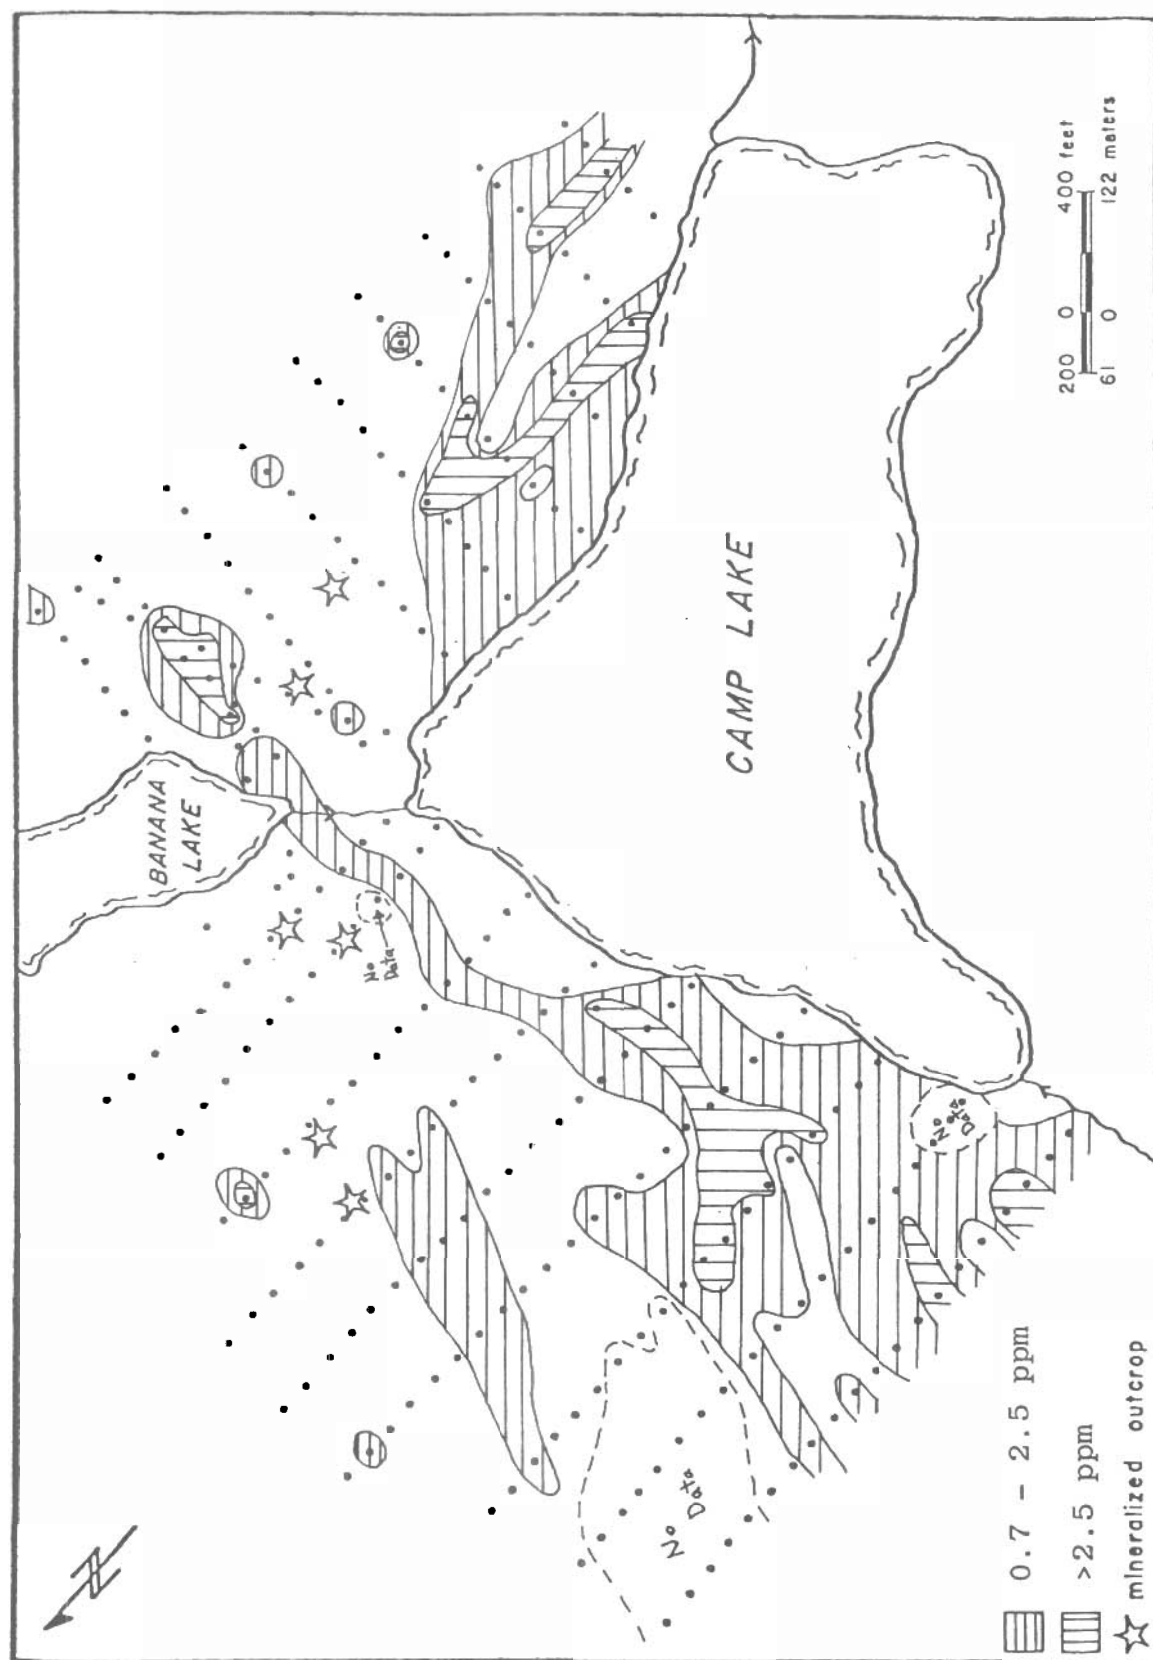 BANANA
LAKE
No
Data
CAMP LAKE
No
Data
No
Data
N
200 0 400 feet
61 0 122 meters
0.7 - 2.5 ppm
>2.5 ppm
mineralized outcrop